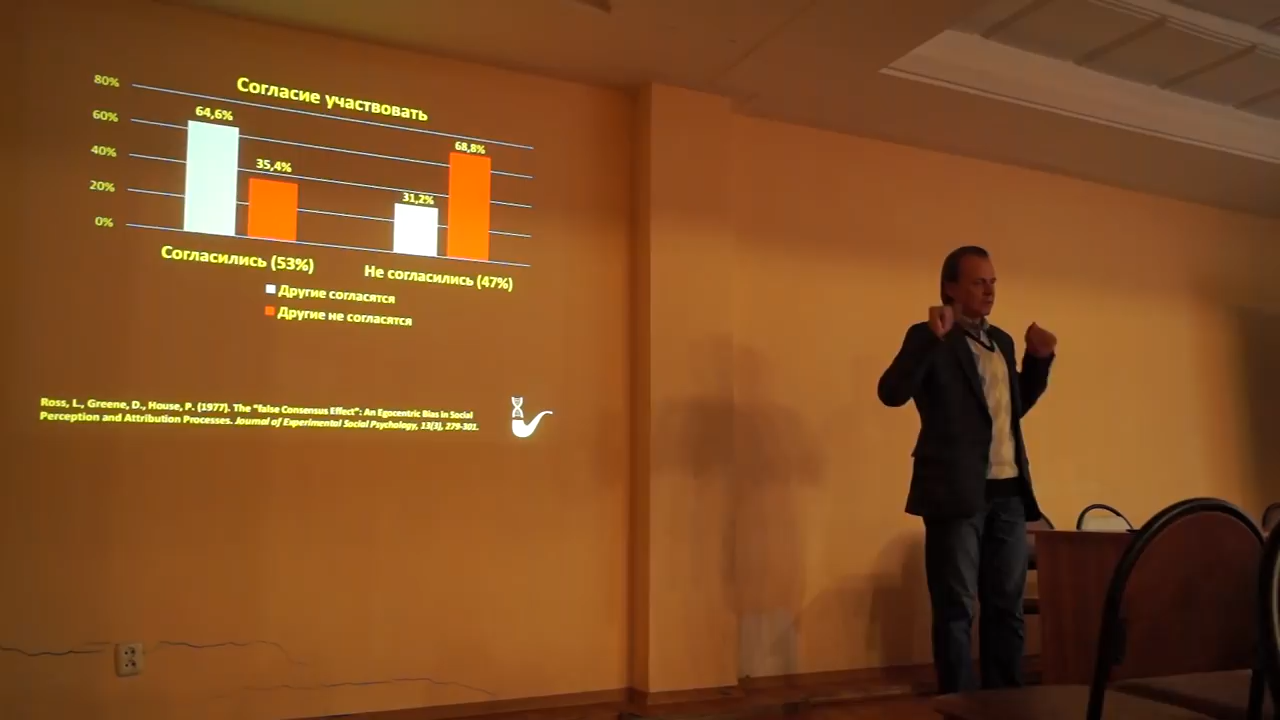 Согласие участвовать
80%
60%
40%
20%
0%
64,6%
35,4%
31,2%
68,8%
Согласились (53%)
Не согласились (47%)
Другие согласятся
Другие не согласятся
Ross, L., Greene, D., House, P. (1977). The "false Consensus Effect": An Egocentric Bias in Social
Perception and Attribution Processes. Journal of Experimental Social Psychology, 13(3), 279-301.